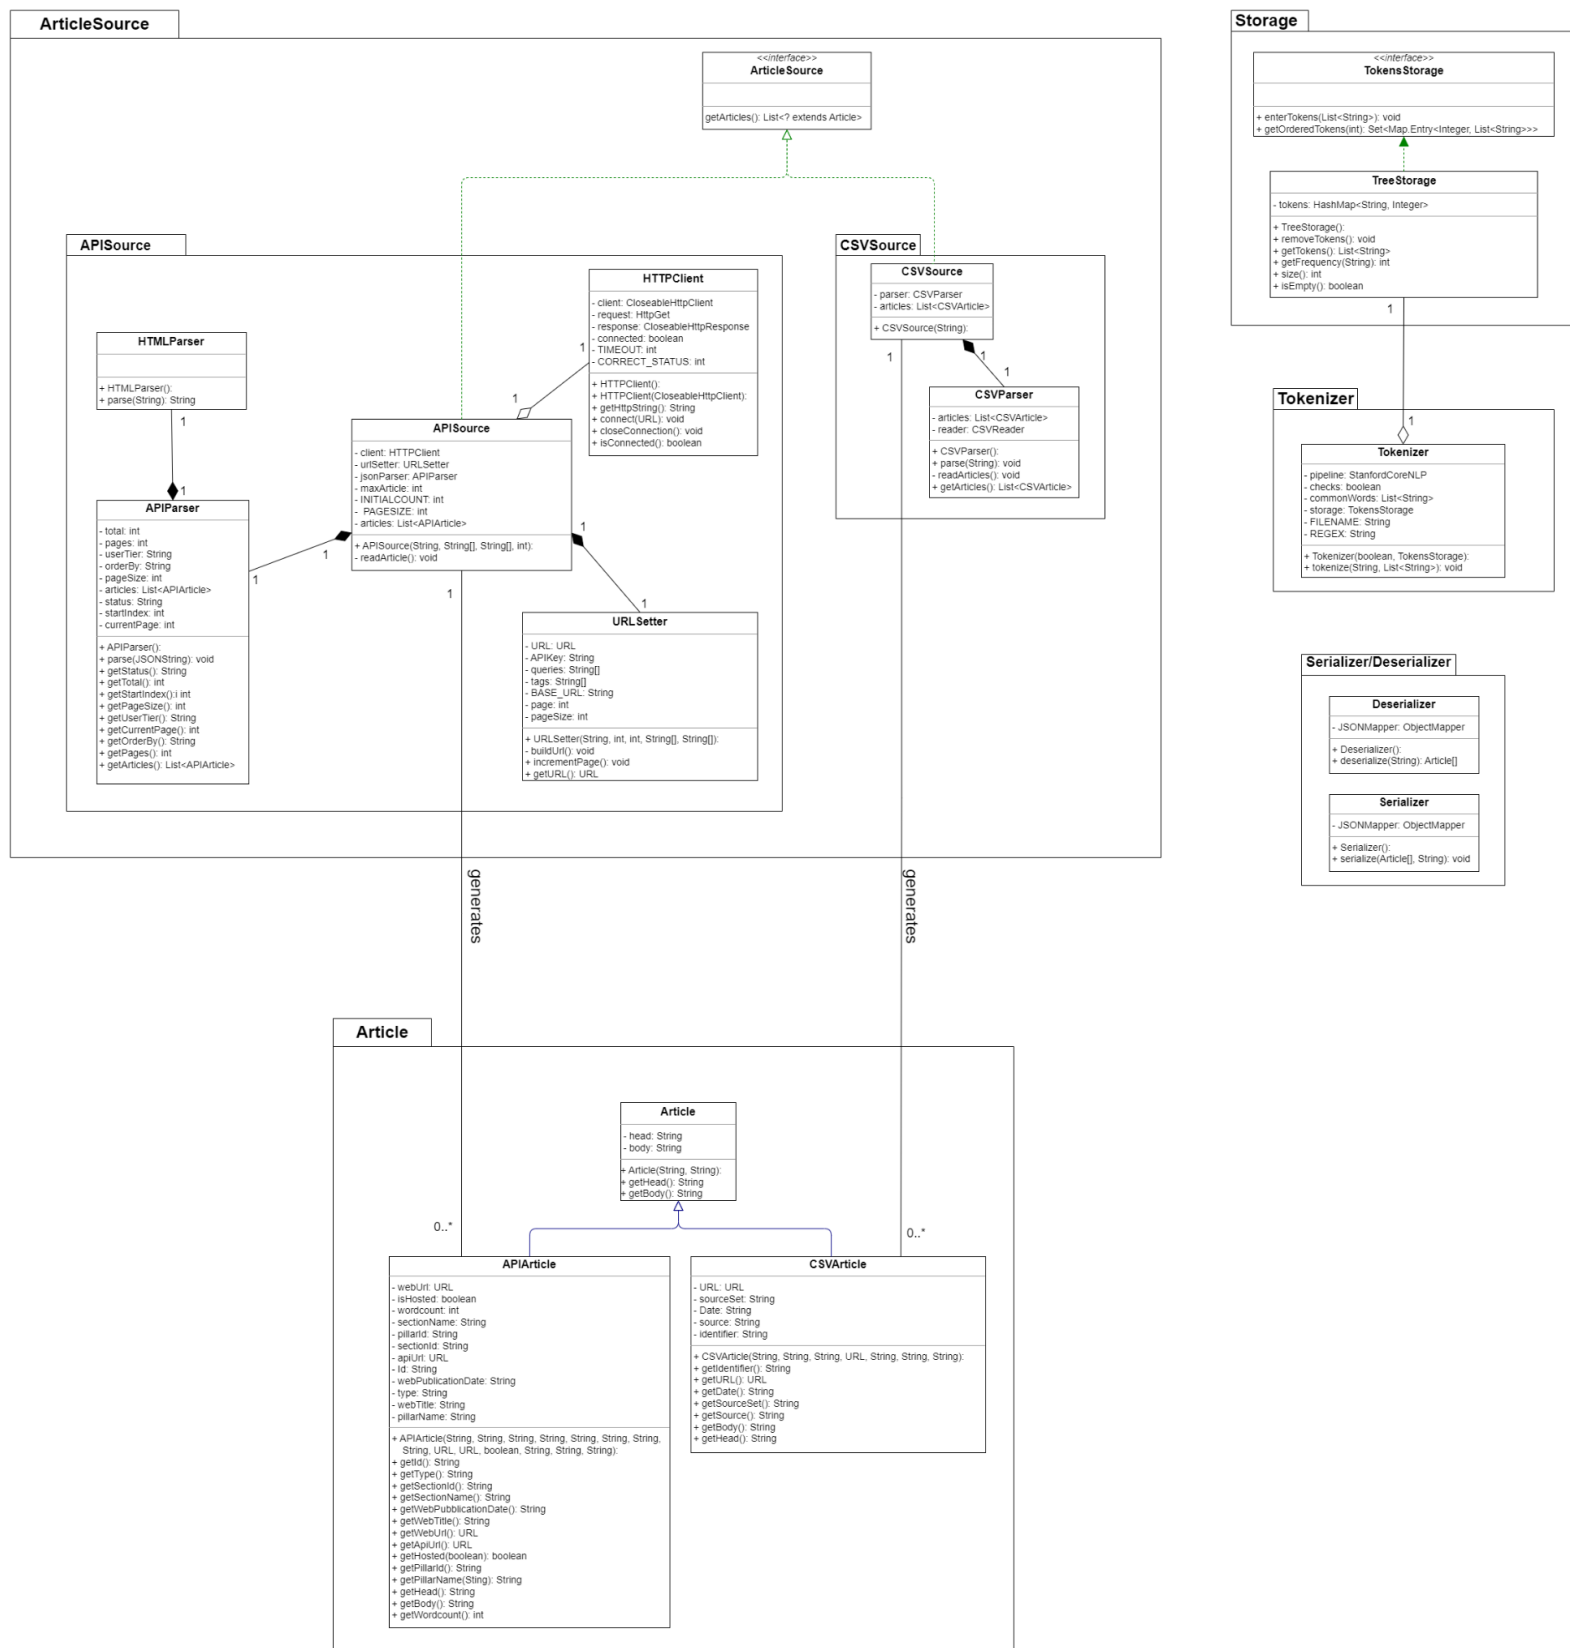 ArticleSource
<<interface>>
ArticleSource
getArticles(): List<? extends Article>
APISource
HTMLParser
+ HTMLParser():
+ parse(String): String
1
1
APIParser
- total: int
- pages: int
- userTier: String
- orderBy: String
- pageSize: int
- articles: List<APIArticle>
- status: String
- startIndex: int
- currentPage: int
+ APIParser():
+ parse(JSONString): void
+ getStatus(): String
+ getTotal(): int
+ getStartIndex():i int
+ getPageSize(): int
+ getUserTier(): String
+ getCurrentPage(): int
+ getOrderBy(): String
+ getPages(): int
+ getArticles(): List<APIArticle>
1
1
HTTPClient
- client: CloseableHttpClient
- request: HttpGet
- response: CloseableHttpResponse
- connected: boolean
- TIMEOUT: int
- CORRECT_STATUS: int
+ HTTPClient():
+ HTTPClient(CloseableHttpClient):
+ getHttpString(): String
+ connect(URL): void
+ closeConnection(): void
+ isConnected(): boolean
1
1
APISource
- client: HTTPClient
- urlSetter: URLSetter
- jsonParser: APIParser
- maxArticle: int
- INITIALCOUNT: int
-  PAGESIZE: int
- articles: List<APIArticle>
+ APISource(String, String[], String[], int):
- readArticle(): void
1
1
1
URLSetter
- URL: URL
- APIKey: String
- queries: String[]
- tags: String[]
- BASE_URL: String
- page: int
- pageSize: int
+ URLSetter(String, int, int, String[], String[]):
- buildUrl(): void
+ incrementPage(): void
+ getURL(): URL
CSVSource
CSVSource
- parser: CSVParser
- articles: List<CSVArticle>
+ CSVSource(String):
1
1
1
CSVParser
- articles: List<CSVArticle>
- reader: CSVReader
+ CSVParser():
+ parse(String): void
- readArticles(): void
+ getArticles(): List<CSVArticle>
generates
generates
Storage
<<interface>>
TokensStorage
+ enterTokens(List<String>): void
+ getOrderedTokens(int): Set<Map.Entry<Integer, List<String>>>
TreeStorage
- tokens: HashMap<String, Integer>
+ TreeStorage():
+ removeTokens(): void
+ getTokens(): List<String>
+ getFrequency(String): int
+ size(): int
+ isEmpty(): boolean
1
Tokenizer
1
Tokenizer
- pipeline: StanfordCoreNLP
- checks: boolean
- commonWords: List<String>
- storage: TokensStorage
- FILENAME: String
- REGEX: String
+ Tokenizer(boolean, TokensStorage):
+ tokenize(String, List<String>): void
Serializer/Deserializer
Deserializer
- JSONMapper: ObjectMapper
+ Deserializer():
+ deserialize(String): Article[]
Serializer
- JSONMapper: ObjectMapper
+ Serializer():
+ serialize(Article[], String): void
Article
Article
- head: String
- body: String
+ Article(String, String):
+ getHead(): String
+ getBody(): String
0..*
0..*
APIArticle
- webUrl: URL
- isHosted: boolean
- wordcount: int
- sectionName: String
- pillarId: String
- sectionId: String
- apiUrl: URL
- Id: String
- webPublicationDate: String
- type: String
- webTitle: String
- pillarName: String
+ APIArticle(String, String, String, String, String, String, String,
String, URL, URL, boolean, String, String, String):
+ getId(): String
+ getType(): String
+ getSectionId(): String
+ getSectionName(): String
+ getWebPubblicationDate(): String
+ getWebTitle(): String
+ getWebUrl(): URL
+ getApiUrl(): URL
+ getHosted(boolean): boolean
+ getPillarId(): String
+ getPillarName(Sting): String
+ getHead(): String
+ getBody(): String
+ getWordcount(): int
CSVArticle
- URL: URL
- sourceSet: String
- Date: String
- source: String
- identifier: String
+ CSVArticle(String, String, String, URL, String, String, String):
+ getIdentifier(): String
+ getURL(): URL
+ getDate(): String
+ getSourceSet(): String
+ getSource(): String
+ getBody(): String
+ getHead(): String